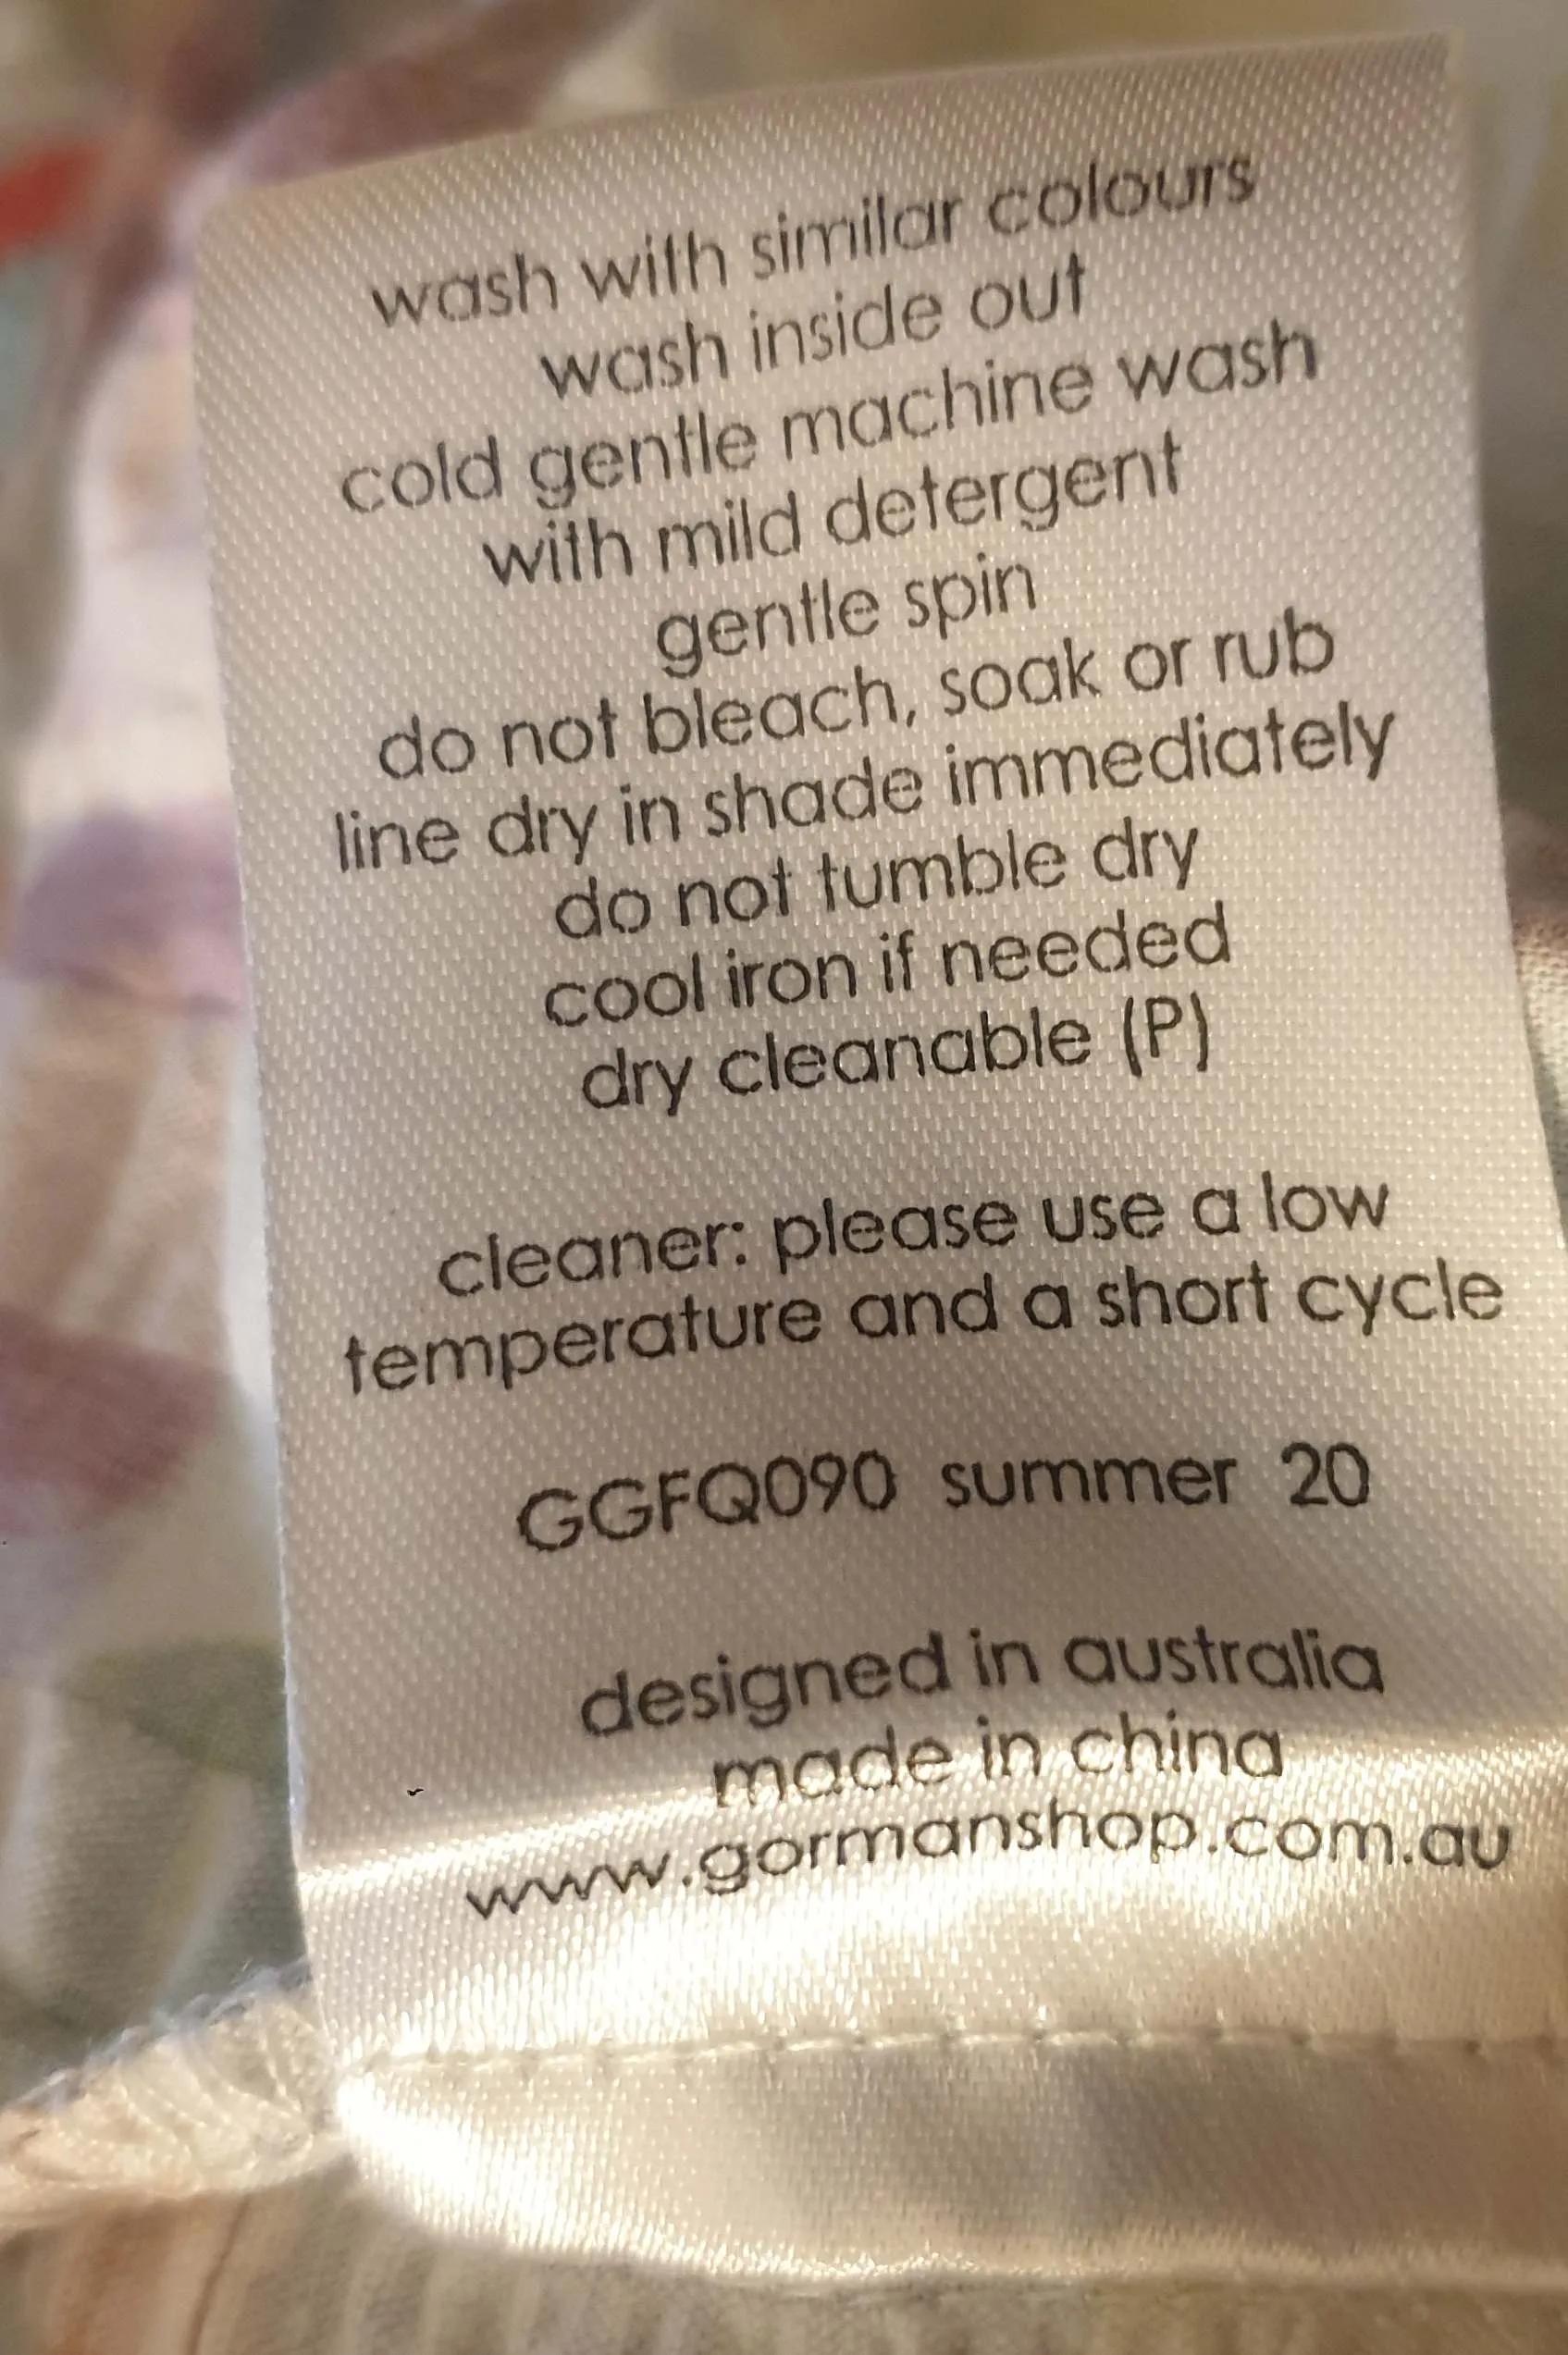 wash with similar colours
wash inside out
cold gentle machine wash
with mild detergent
gentle spin
do not bleach, soak or rub
line dry in shade immediately
do not tumble dry
cool iron if needed
dry cleanable (P)
cleaner: please use a low
temperature and a short cycle
GGFQ090 summer 20
designed in australia
made in china
www.gormanshop.com.au